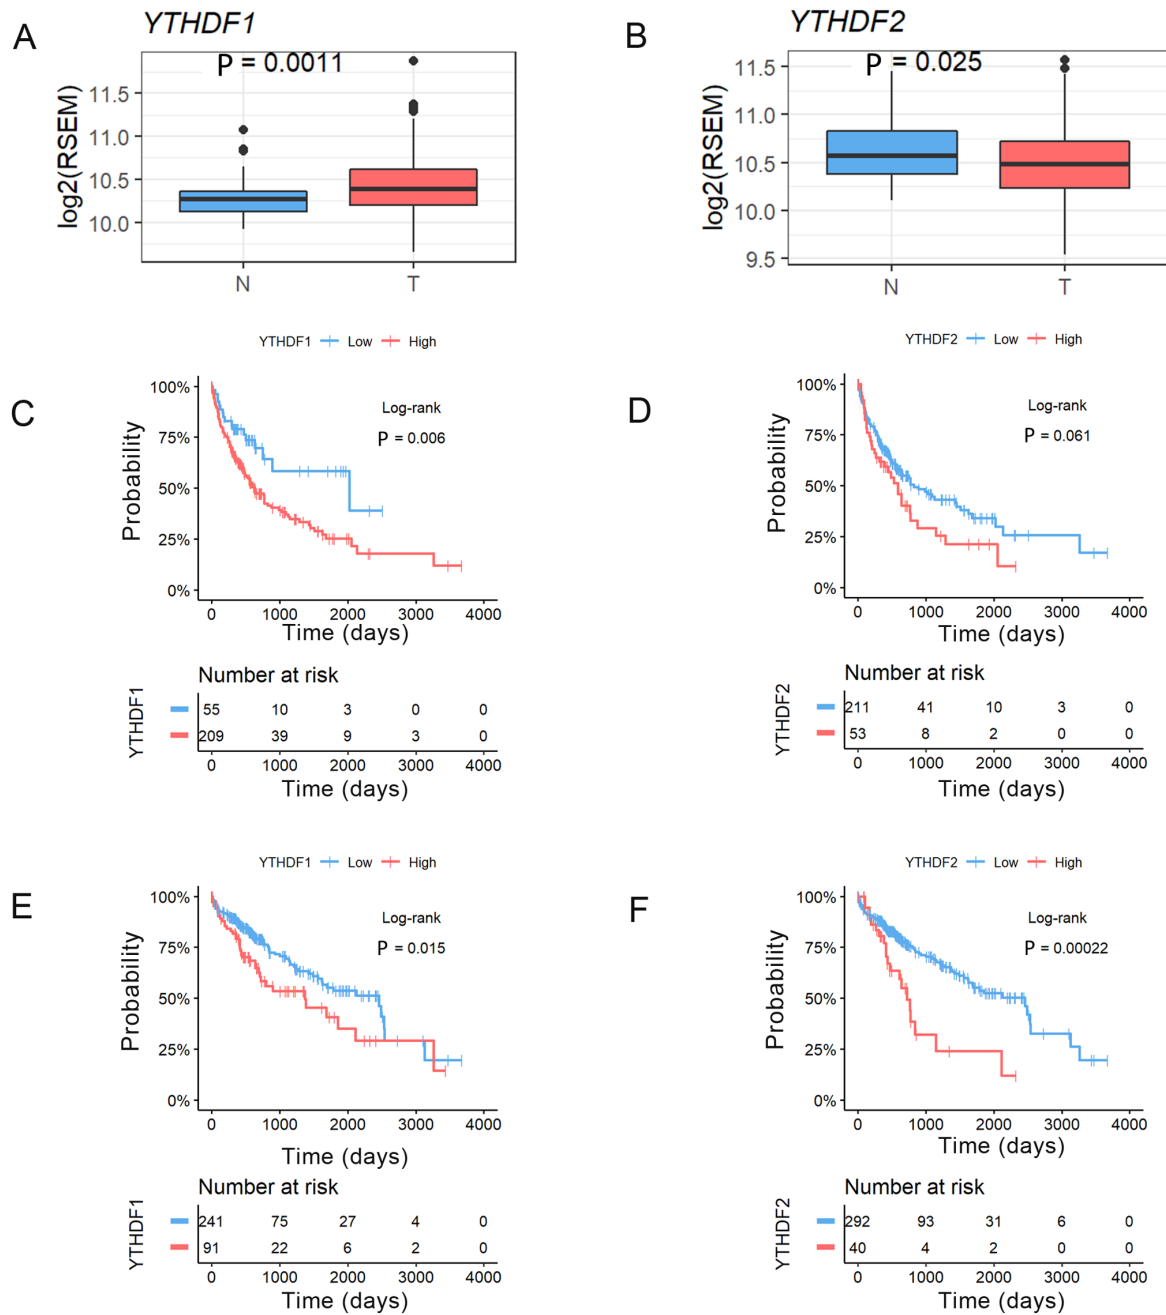 A
YTHDF1
P = 0.0011
log2(RSEM)
11.5
11.0
10.5
10.0
N T
B
YTHDF2
P = 0.025
log2(RSEM)
11.5
11.0
10.5
10.0
9.5
N T
C
YTHDF1 Low High
Log-rank
P = 0.006
Probability
100%
75%
50%
25%
0%
0 1000 2000 3000 4000
Time (days)
Number at risk
YTHDF1
55 10 3 0 0
209 39 9 3 0
0 1000 2000 3000 4000
Time (days)
D
YTHDF2 Low High
Log-rank
P = 0.061
Probability
100%
75%
50%
25%
0%
0 1000 2000 3000 4000
Time (days)
Number at risk
YTHDF2
211 41 10 3 0
53 8 2 0 0
0 1000 2000 3000 4000
Time (days)
E
YTHDF1 Low High
Log-rank
P = 0.015
Probability
100%
75%
50%
25%
0%
0 1000 2000 3000 4000
Time (days)
Number at risk
YTHDF1
241 75 27 4 0
91 22 6 2 0
0 1000 2000 3000 4000
Time (days)
F
YTHDF2 Low High
Log-rank
P = 0.00022
Probability
100%
75%
50%
25%
0%
0 1000 2000 3000 4000
Time (days)
Number at risk
YTHDF2
292 93 31 6 0
40 4 2 0 0
0 1000 2000 3000 4000
Time (days)